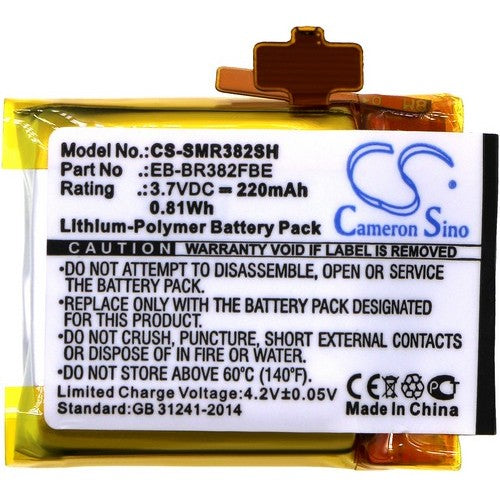 Model No.: CS-SMR382SH
Part No.: EB-BR382FBE
Rating: 3.7VDC ⎓ 220mAh
0.81Wh
Lithium-Polymer Battery Pack
CS
Cameron Sino
CAUTION WARRANTY VOID IF LABEL IS REMOVED
•DO NOT ATTEMPT TO DISASSEMBLE, OPEN OR SERVICE THE BATTERY PACK
•REPLACE ONLY WITH THE BATTERY PACK FOR THE DEVICE
•DO NOT CRUSH, PUNCTURE, SHORT EXTERNAL CONTACTS OR DISPOSE OF IN FIRE OR WATER
•DO NOT STORE ABOVE 60°C (140°F)
Limited Charge Voltage: 4.2V±0.05V
Standard: GB 31241-2014
Made In China